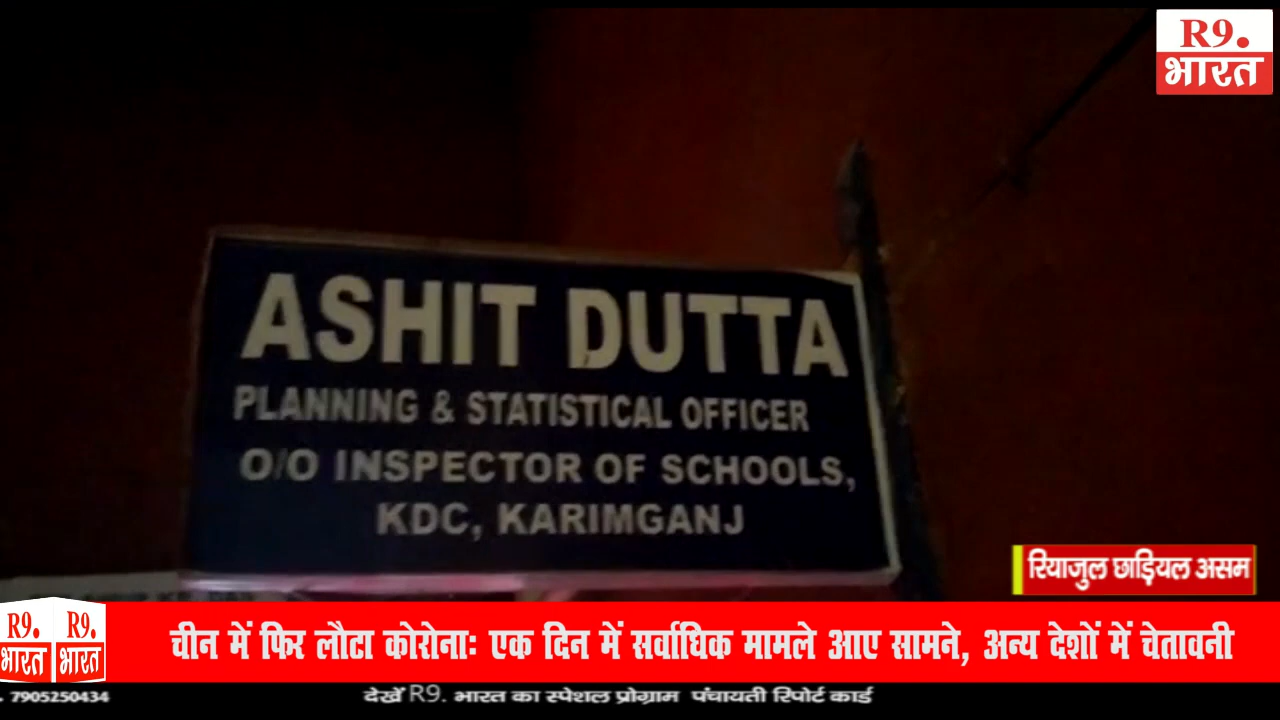 R9.
भारत
ASHIT DUTTA
PLANNING & STATISTICAL OFFICER
O/O INSPECTOR OF SCHOOLS,
KDC, KARIMGANJ
रियाजुल छाड़ियल असम
R9. R9.
भारत भारत
चीन में फिर लौटा कोरोनाः एक दिन में सर्वाधिक मामले आए सामने, अन्य देशों में चेतावनी
. 7905250434 देखें R9. भारत का स्पेशल प्रोग्राम पंचायती रिपोर्ट कार्ड